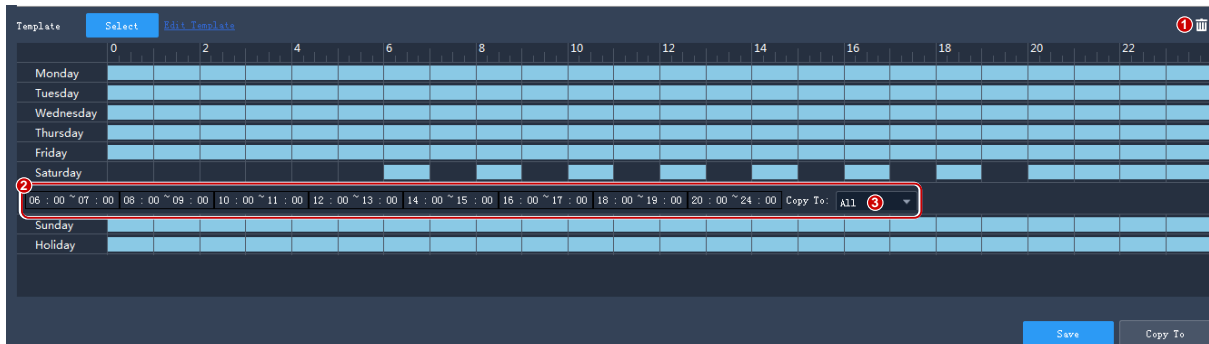 Template Select Edit Template 1
0 2 4 6 8 10 12 14 16 18 20 22
Monday
Tuesday
Wednesday
Thursday
Friday
Saturday
2
06 : 00 ~ 07 : 00 08 : 00 ~ 09 : 00 10 : 00 ~ 11 : 00 12 : 00 ~ 13 : 00 14 : 00 ~ 15 : 00 16 : 00 ~ 17 : 00 18 : 00 ~ 19 : 00 20 : 00 ~ 24 : 00 Copy To: All 3
Sunday
Holiday
Save Copy To